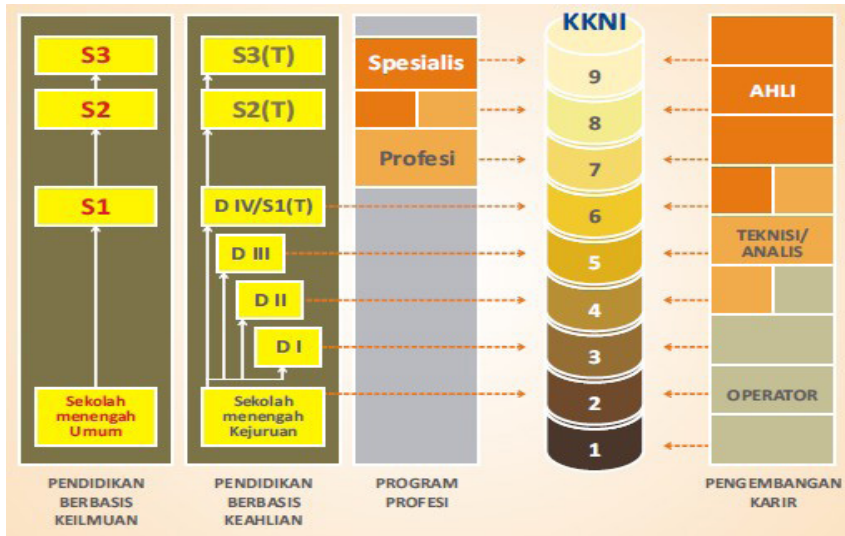 KKNI
S3
S3(T)
Spesialis
9
AHLI
S2
S2(T)
8
Profesi
7
S1
D IV/S1(T)
6
D III
5
TEKNISI/
ANALIS
D II
4
D I
3
Sekolah
menengah
Umum
Sekolah
menengah
Kejuruan
2
OPERATOR
1
PENDIDIKAN
BERBASIS
KEILMUAN
PENDIDIKAN
BERBASIS
KEAHLIAN
PROGRAM
PROFESI
PENGEMBANGAN
KARIR